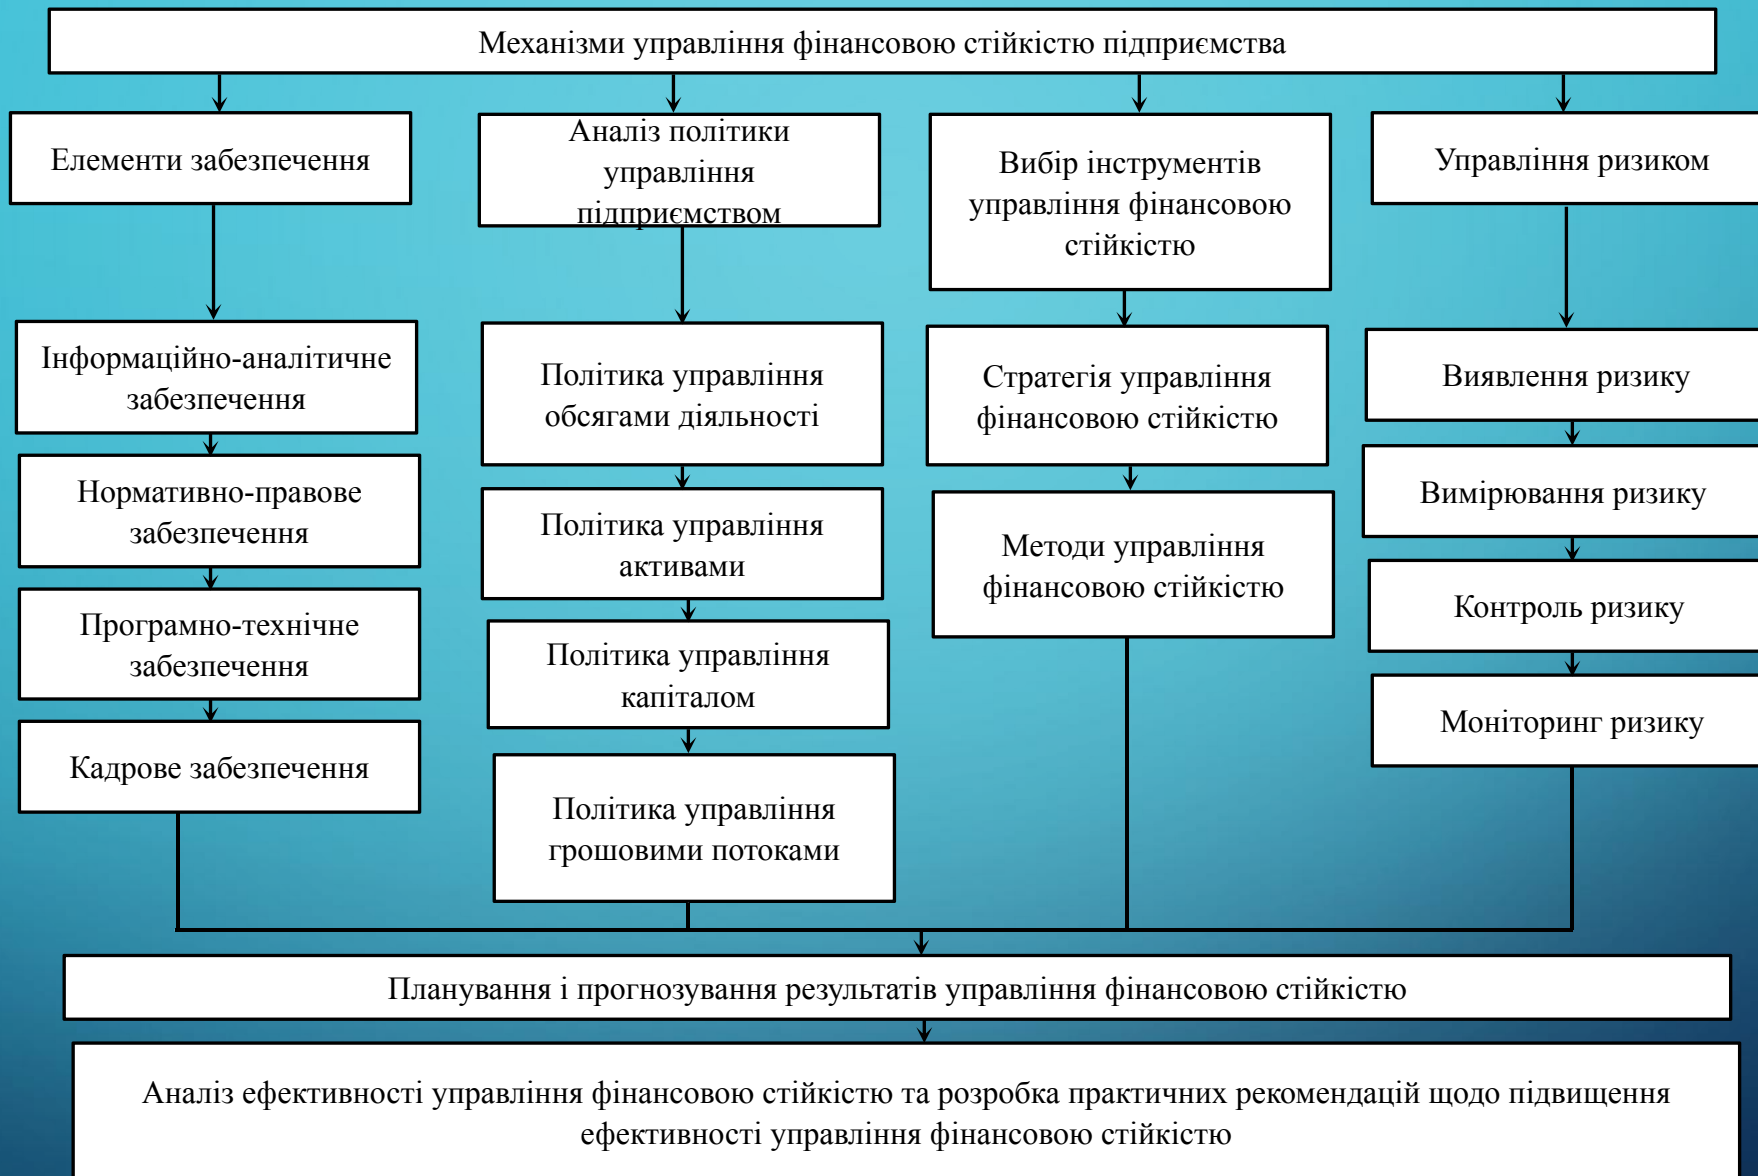 Механізми управління фінансовою стійкістю підприємства
Елементи забезпечення
Аналіз політики
управління
підприємством
Вибір інструментів
управління фінансовою
стійкістю
Управління ризиком
Інформаційно-аналітичне
забезпечення
Політика управління
обсягами діяльності
Стратегія управління
фінансовою стійкістю
Виявлення ризику
Нормативно-правове
забезпечення
Політика управління
активами
Методи управління
фінансовою стійкістю
Вимірювання ризику
Програмно-технічне
забезпечення
Політика управління
капіталом
Контроль ризику
Кадрове забезпечення
Політика управління
грошовими потоками
Моніторинг ризику
Планування і прогнозування результатів управління фінансовою стійкістю
Аналіз ефективності управління фінансовою стійкістю та розробка практичних рекомендацій щодо підвищення
ефективності управління фінансовою стійкістю